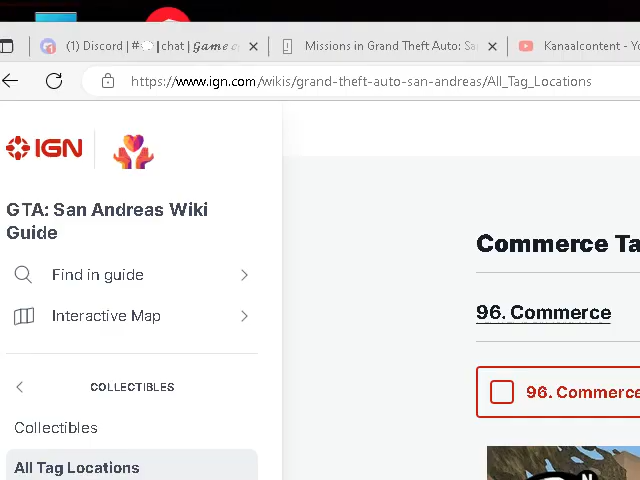 (1) Discord | #💭|chat | 𝓖𝓪𝓶𝓮
Missions in Grand Theft Auto: Sa
Kanaalcontent - Yo
https://www.ign.com/wikis/grand-theft-auto-san-andreas/All_Tag_Locations
IGN
GTA: San Andreas Wiki
Guide
Find in guide
Interactive Map
COLLECTIBLES
Collectibles
All Tag Locations
Commerce Ta
96. Commerce
96. Commerce
N